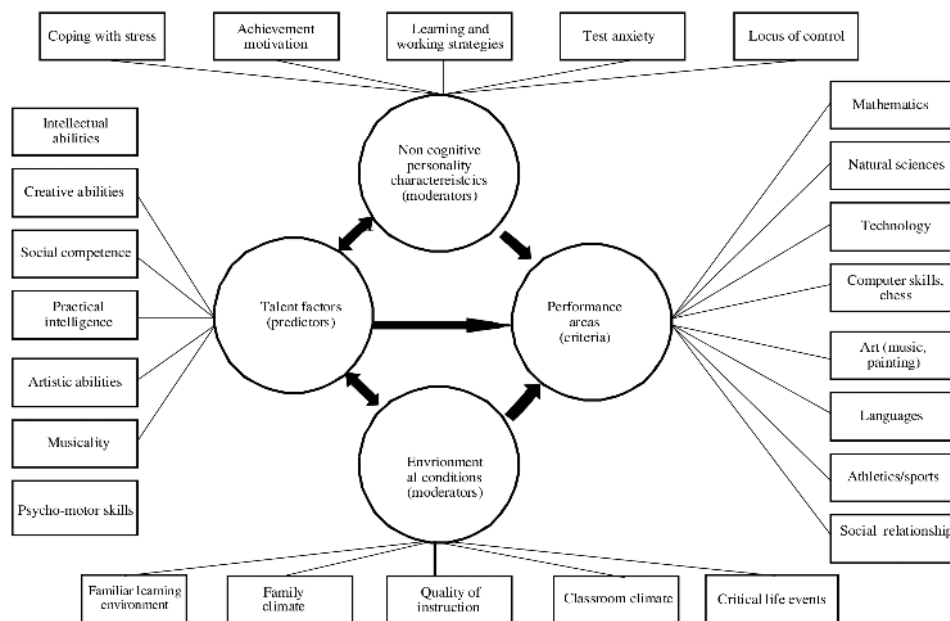 Coping with stress
Achievement
motivation
Learning and
working strategies
Test anxiety
Locus of control
Intellectual
abilities
Creative abilities
Social competence
Practical
intelligence
Artistic abilities
Musicality
Psycho-motor skills
Non cognitive
personality
charactereistcics
(moderators)
Talent factors
(predictors)
Performance
areas
(criteria)
Envrionment
al conditions
(moderators)
Mathematics
Natural sciences
Technology
Computer skills,
chess
Art (music,
painting)
Languages
Athletics/sports
Social relationship
Familiar learning
environment
Family
climate
Quality of
instruction
Classroom climate
Critical life events